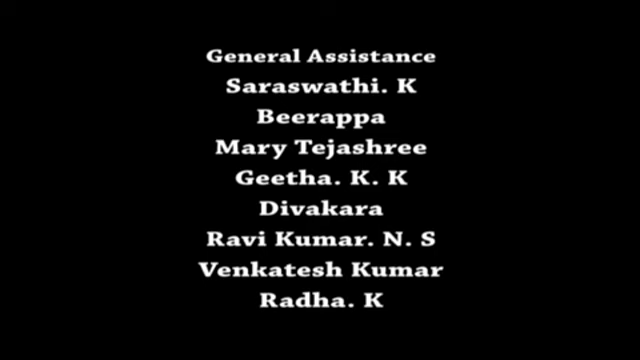 General Assistance
Saraswathi. K
Beerappa
Mary Tejashree
Geetha. K. K
Divakara
Ravi Kumar. N. S
Venkatesh Kumar
Radha. K